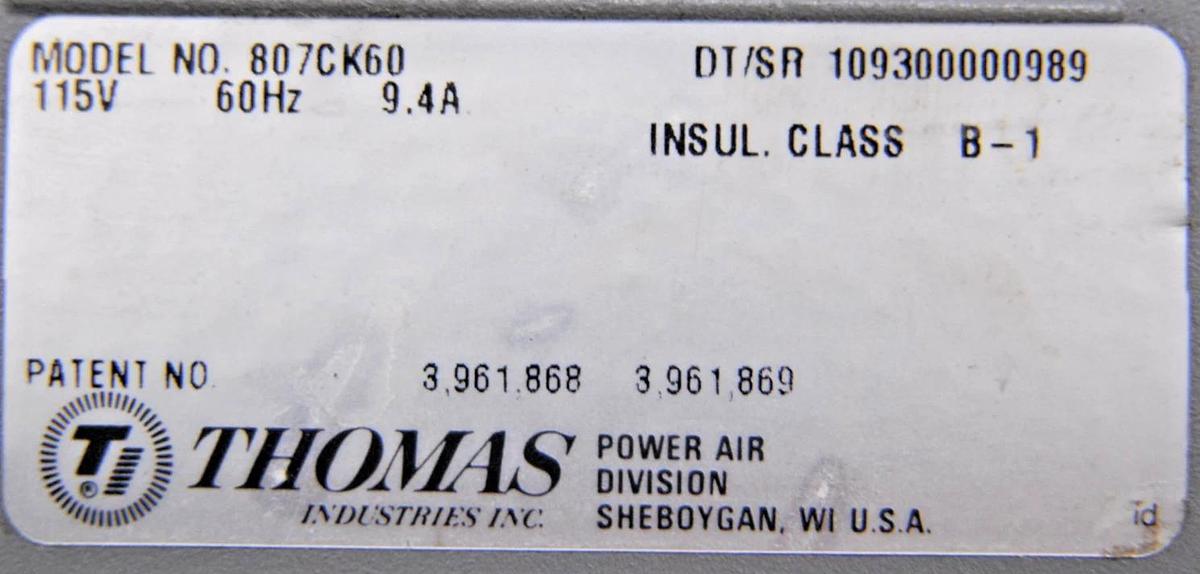 MODEL NO. 807CK60
DT/SR 109300000989
115V 60Hz 9.4A
INSUL. CLASS B-1
PATENT NO. 3,961,868 3,961,869
TI ®
THOMAS
INDUSTRIES INC.
POWER AIR
DIVISION
SHEBOYGAN, WI U.S.A.
id